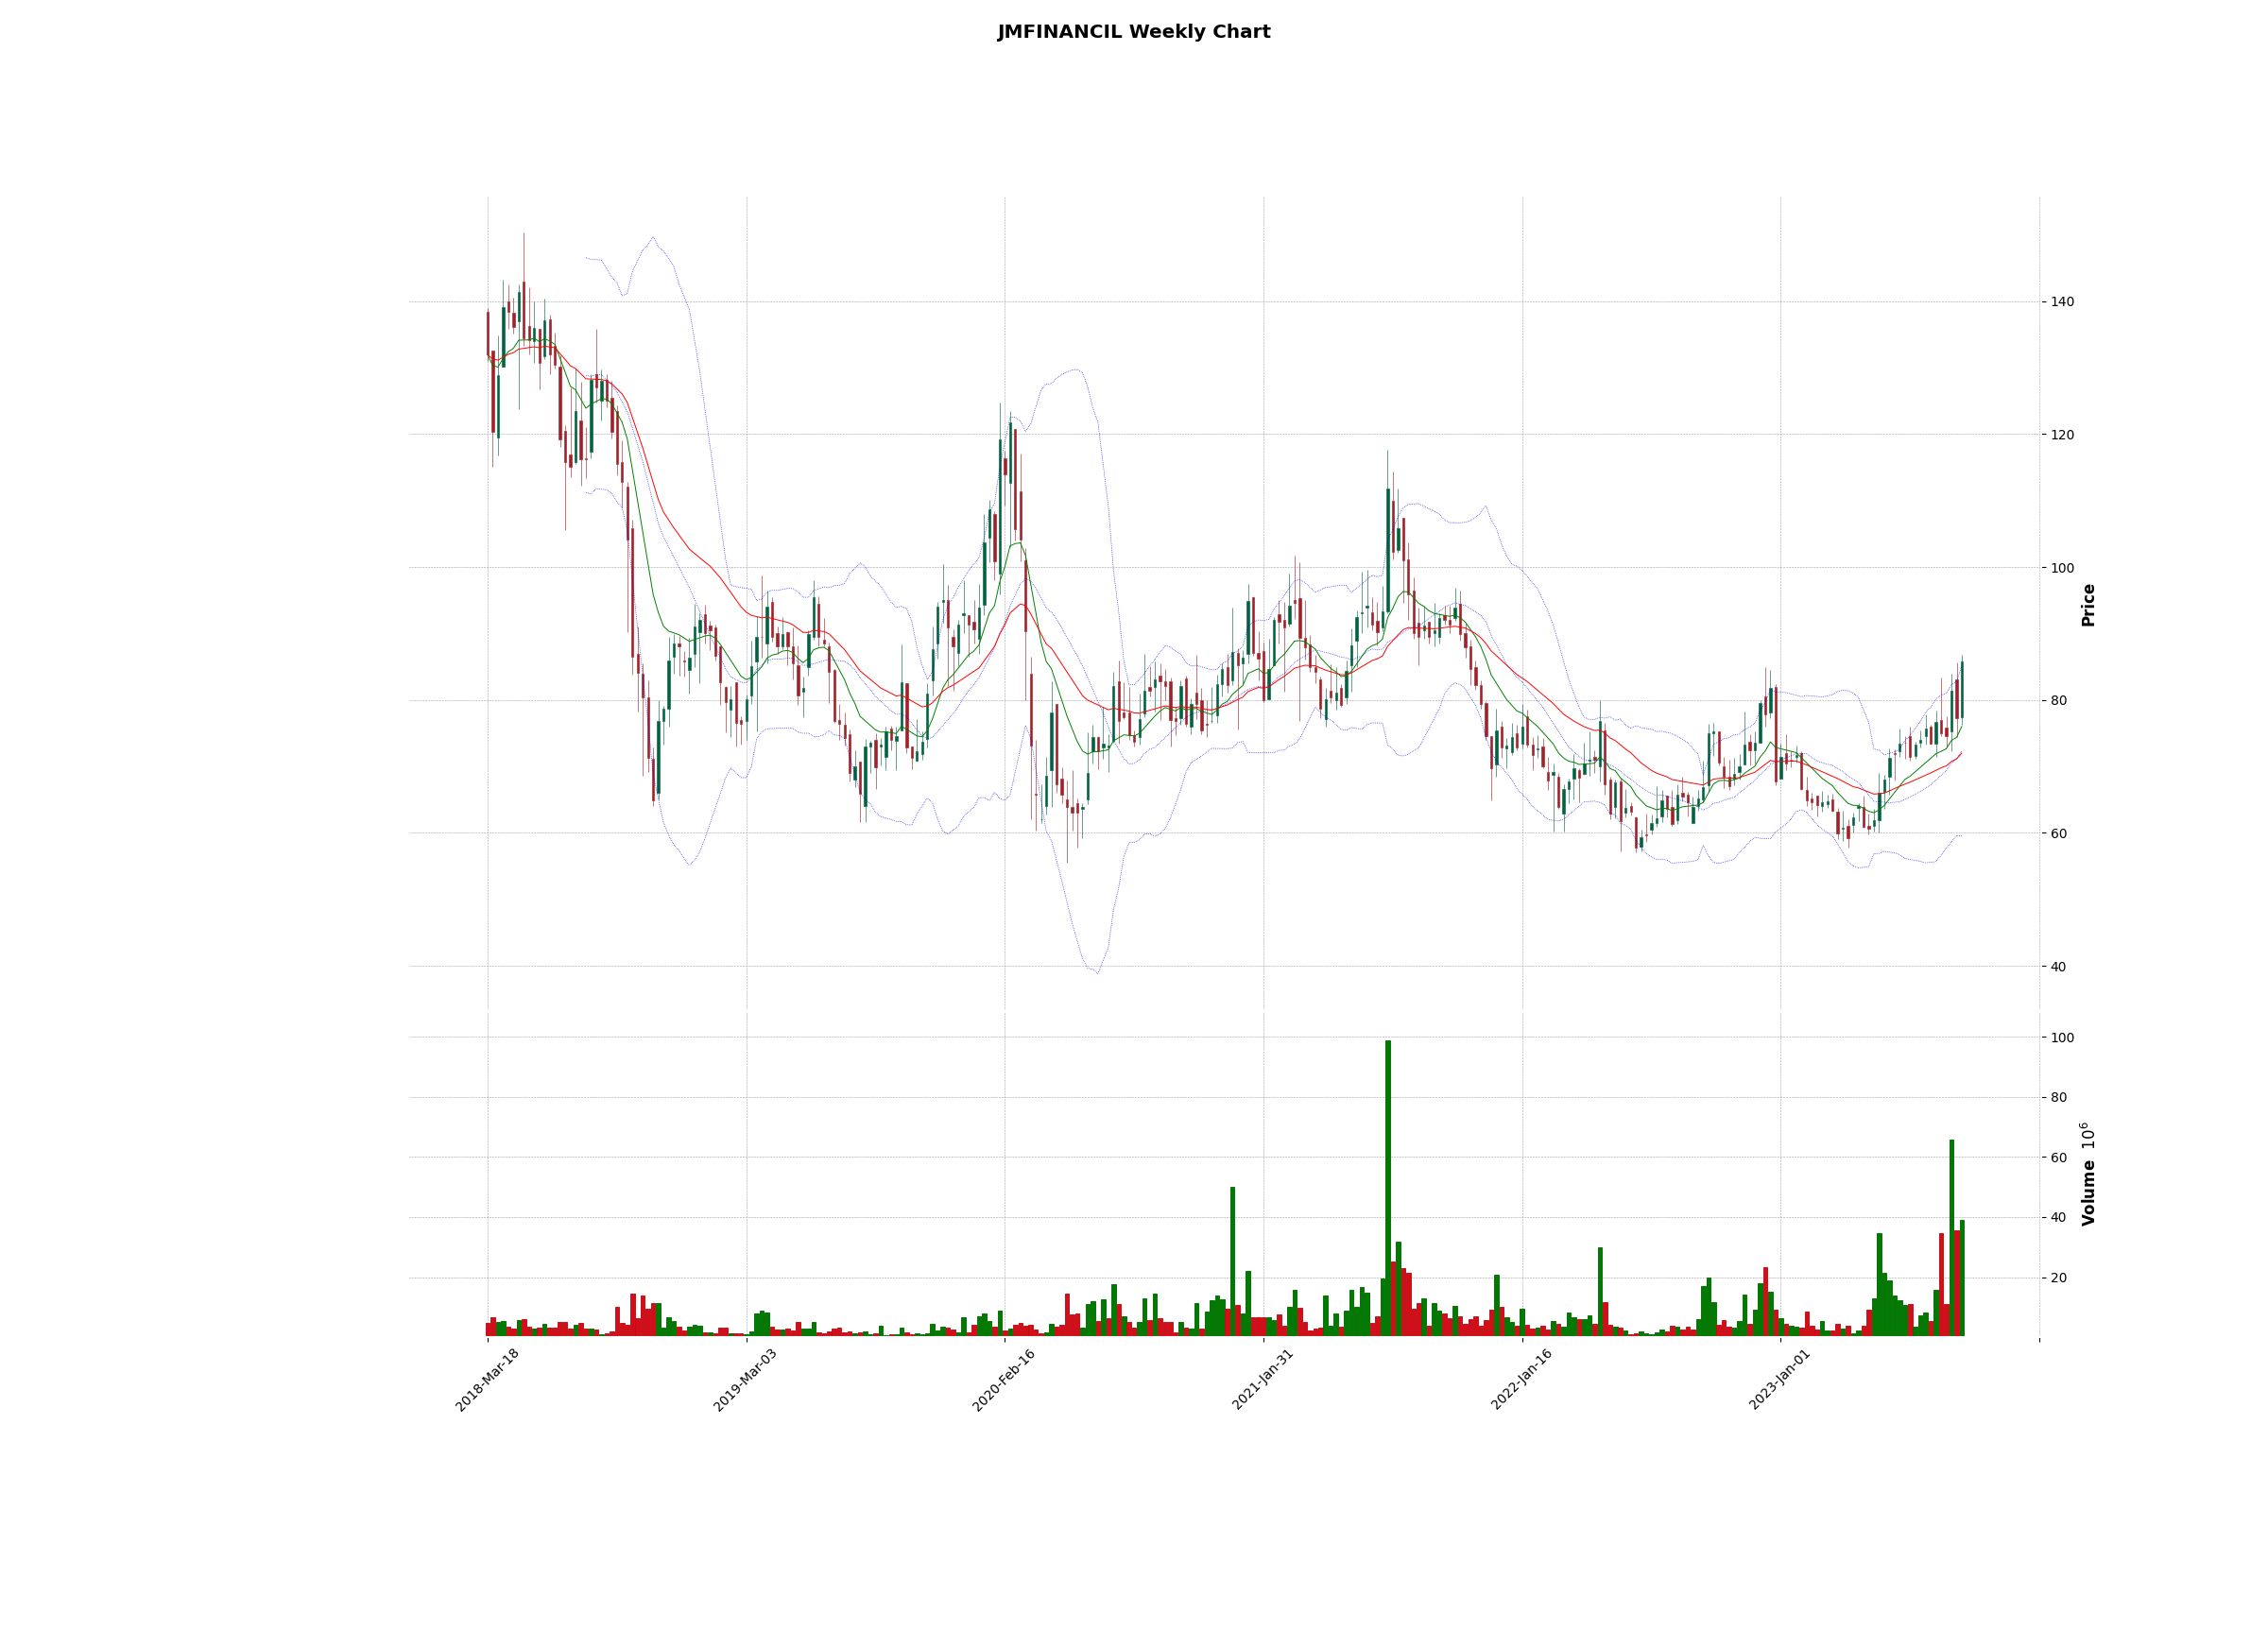 JMFINANCIL Weekly Chart
140
120
100
80
60
40
Price
100
80
60
40
20
Volume 10^6
2018-Mar-18
2019-Mar-03
2020-Feb-16
2021-Jan-31
2022-Jan-16
2023-Jan-01